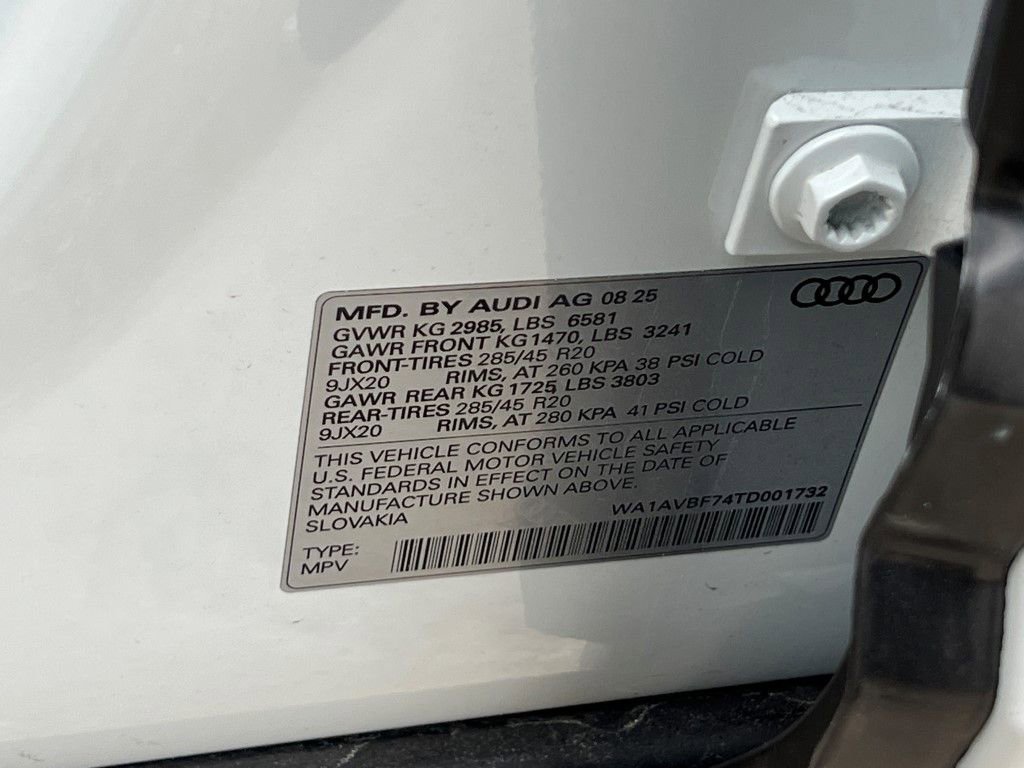 MFD. BY AUDI AG 08 25
GVWR KG 2985, LBS 6581
GAWR FRONT KG 1470, LBS 3241
FRONT-TIRES 285/45 R20
9JX20 RIMS, AT 260 KPA 38 PSI COLD
GAWR REAR KG 1725, LBS 3803
REAR-TIRES 285/45 R20
9JX20 RIMS, AT 280 KPA 41 PSI COLD
THIS VEHICLE CONFORMS TO ALL APPLICABLE
U.S. FEDERAL MOTOR VEHICLE SAFETY
STANDARDS IN EFFECT ON THE DATE OF
MANUFACTURE SHOWN ABOVE.
SLOVAKIA WA1AVBF74TD001732
TYPE:
MPV